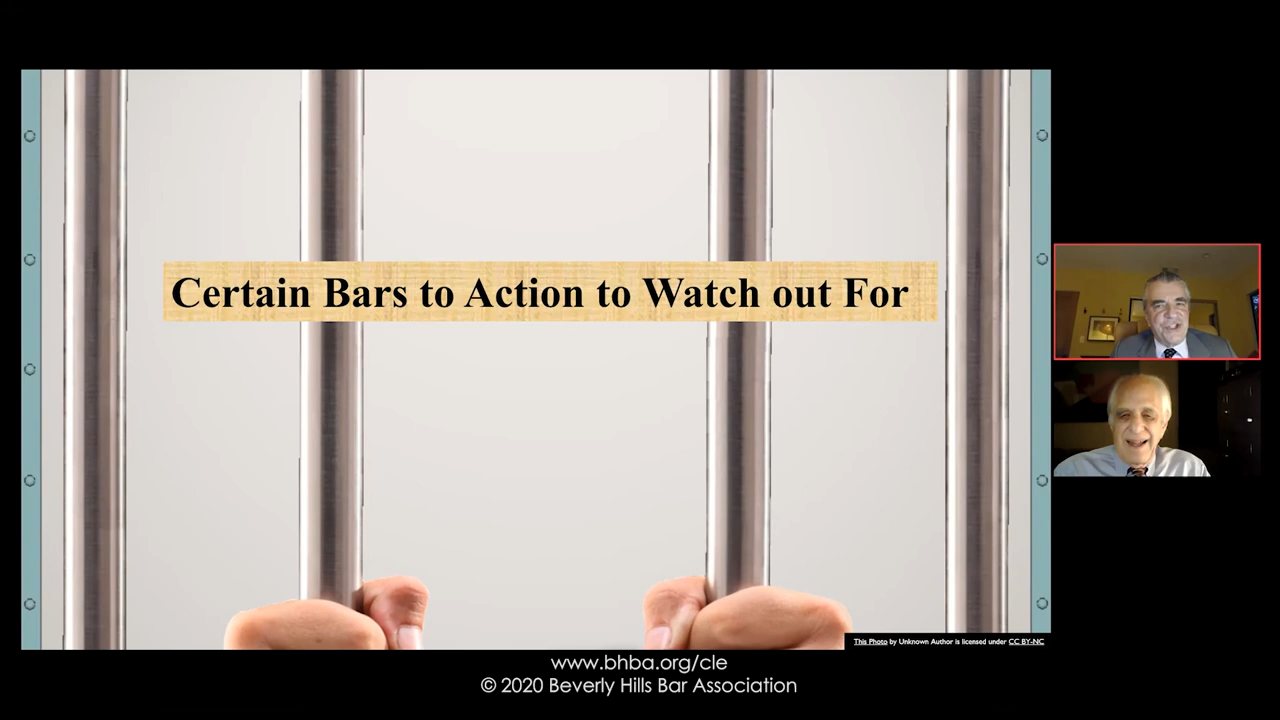 Certain Bars to Action to Watch out For
This Photo by Unknown Author is licensed under CC BY-NC
www.bhba.org/cle
© 2020 Beverly Hills Bar Association